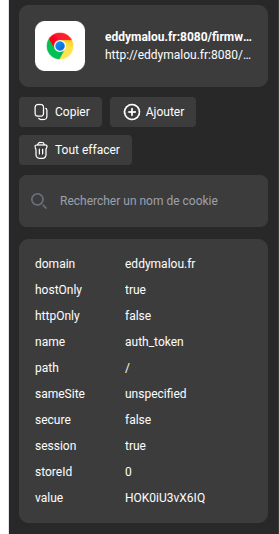 eddymalou.fr:8080/firmw...
http://eddymalou.fr:8080/...
Copier
Ajouter
Tout effacer
Rechercher un nom de cookie
domain eddymalou.fr
hostOnly true
httpOnly false
name auth_token
path /
sameSite unspecified
secure false
session true
storeId 0
value HOK0iU3vX6IQ